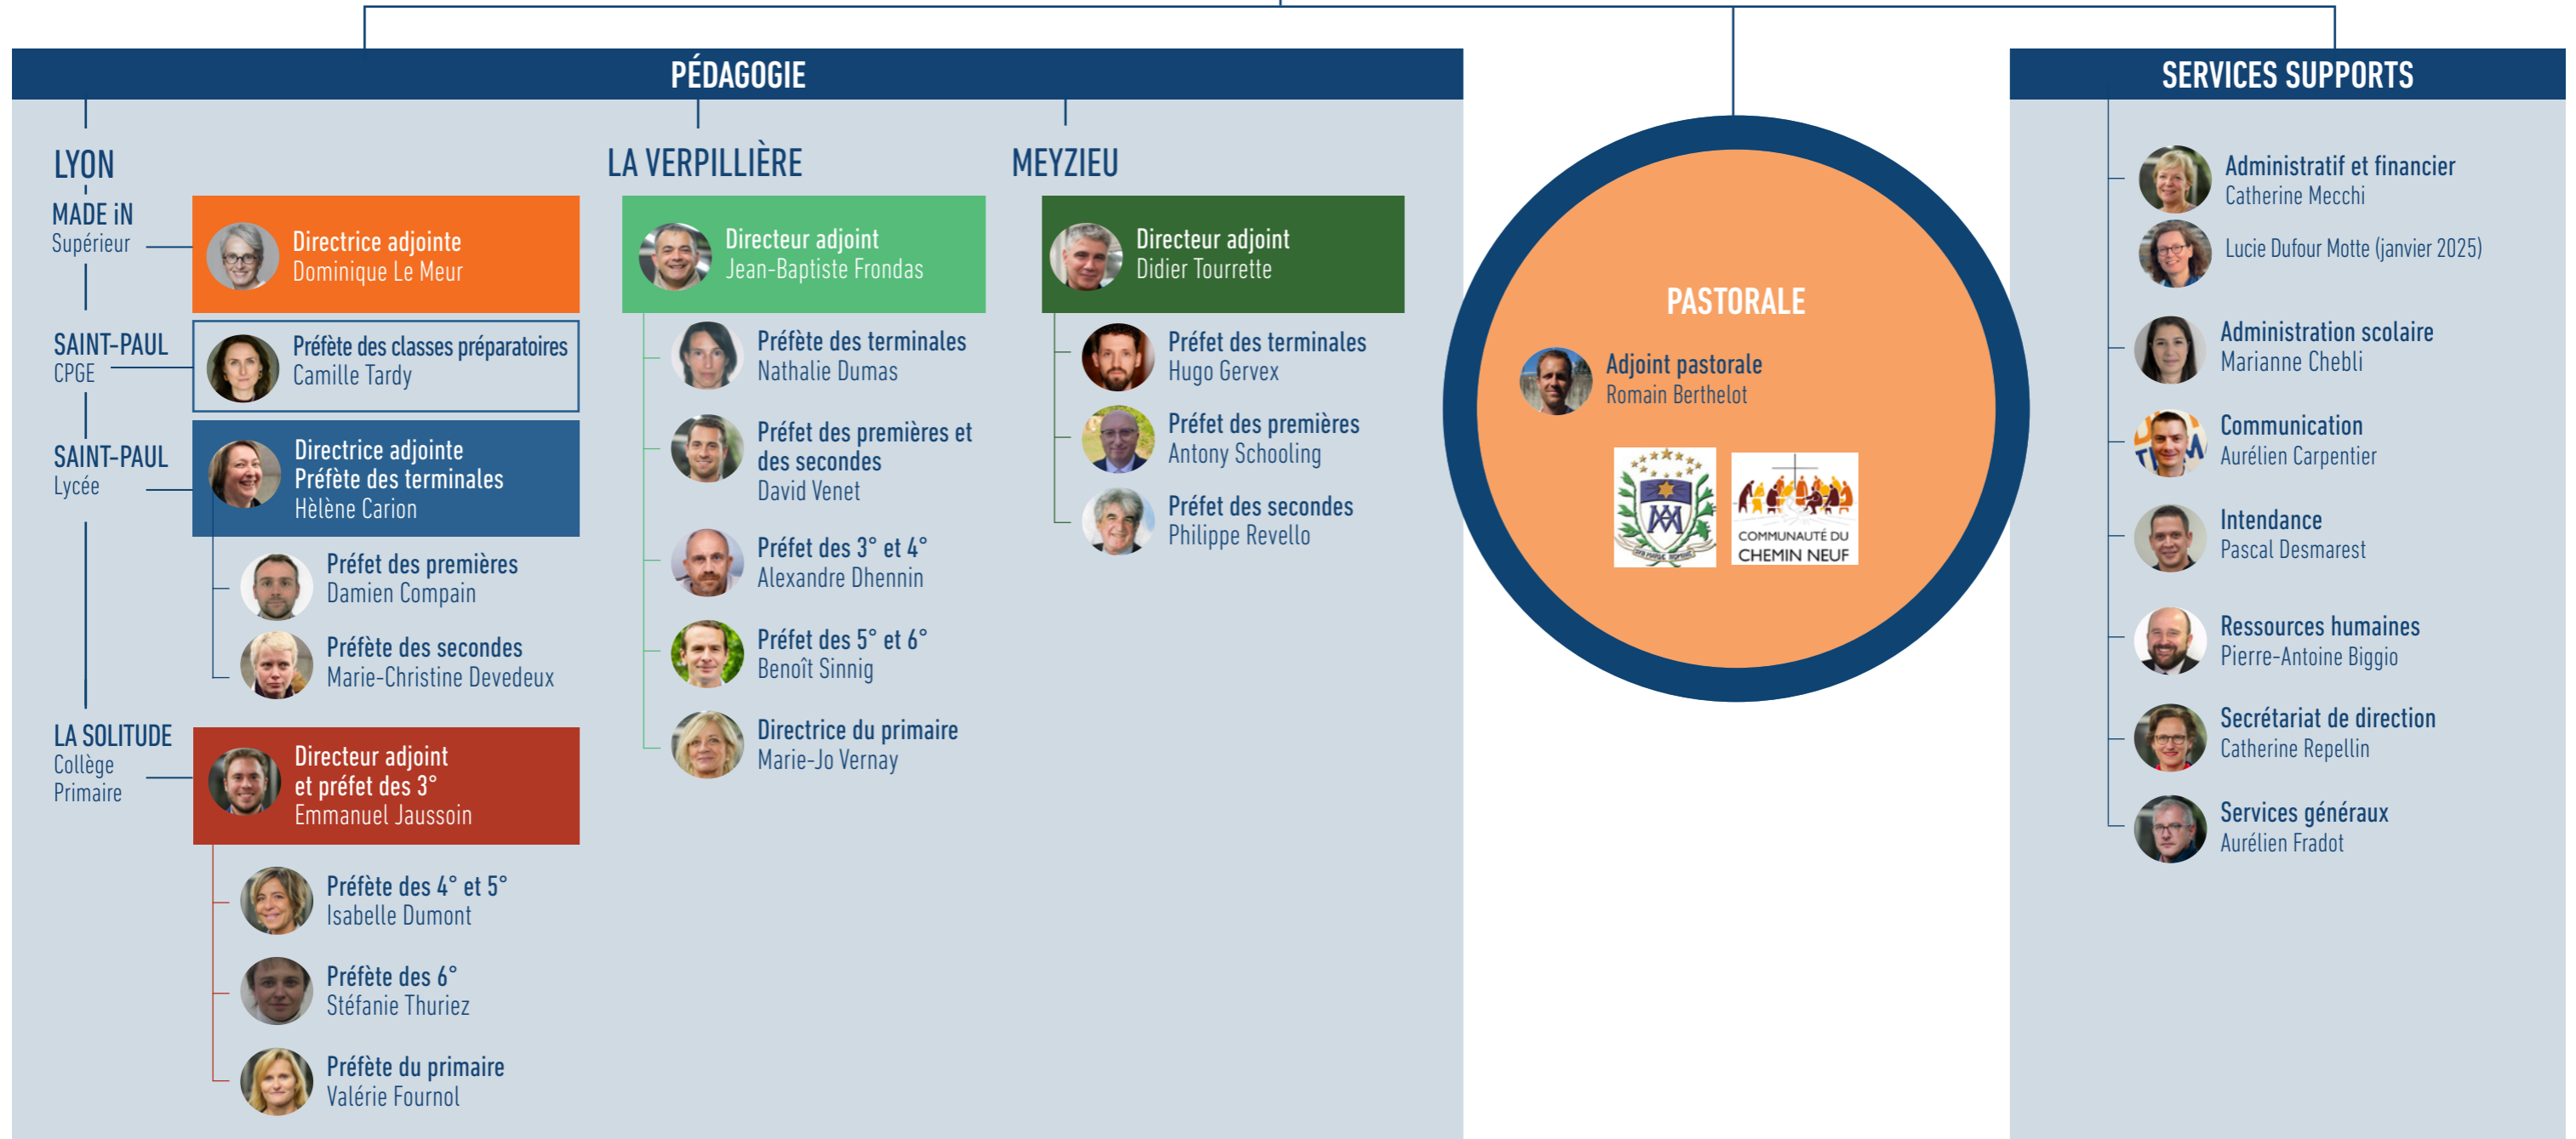 PÉDAGOGIE
LYON
MADE iN
Supérieur
Directrice adjointe
Dominique Le Meur
SAINT-PAUL
CPGE
Préfète des classes préparatoires
Camille Tardy
SAINT-PAUL
Lycée
Directrice adjointe
Préfète des terminales
Hèlène Carion
Préfet des premières
Damien Compain
Préfète des secondes
Marie-Christine Devedeux
LA SOLITUDE
Collège
Primaire
Directeur adjoint
et préfet des 3°
Emmanuel Jaussoin
Préfète des 4° et 5°
Isabelle Dumont
Préfète des 6°
Stéfanie Thuriez
Préfète du primaire
Valérie Fournol
LA VERPILLIÈRE
Directeur adjoint
Jean-Baptiste Frondas
Préfète des terminales
Nathalie Dumas
Préfet des premières et
des secondes
David Venet
Préfet des 3° et 4°
Alexandre Dhennin
Préfet des 5° et 6°
Benoît Sinnig
Directrice du primaire
Marie-Jo Vernay
MEYZIEU
Directeur adjoint
Didier Tourrette
Préfet des terminales
Hugo Gervex
Préfet des premières
Antony Schooling
Préfet des secondes
Philippe Revello
PASTORALE
Adjoint pastorale
Romain Berthelot
COMMUNAUTÉ DU
CHEMIN NEUF
SERVICES SUPPORTS
Administratif et financier
Catherine Mecchi
Lucie Dufour Motte (janvier 2025)
Administration scolaire
Marianne Chebli
Communication
Aurélien Carpentier
Intendance
Pascal Desmarest
Ressources humaines
Pierre-Antoine Biggio
Secrétariat de direction
Catherine Repellin
Services généraux
Aurélien Fradot